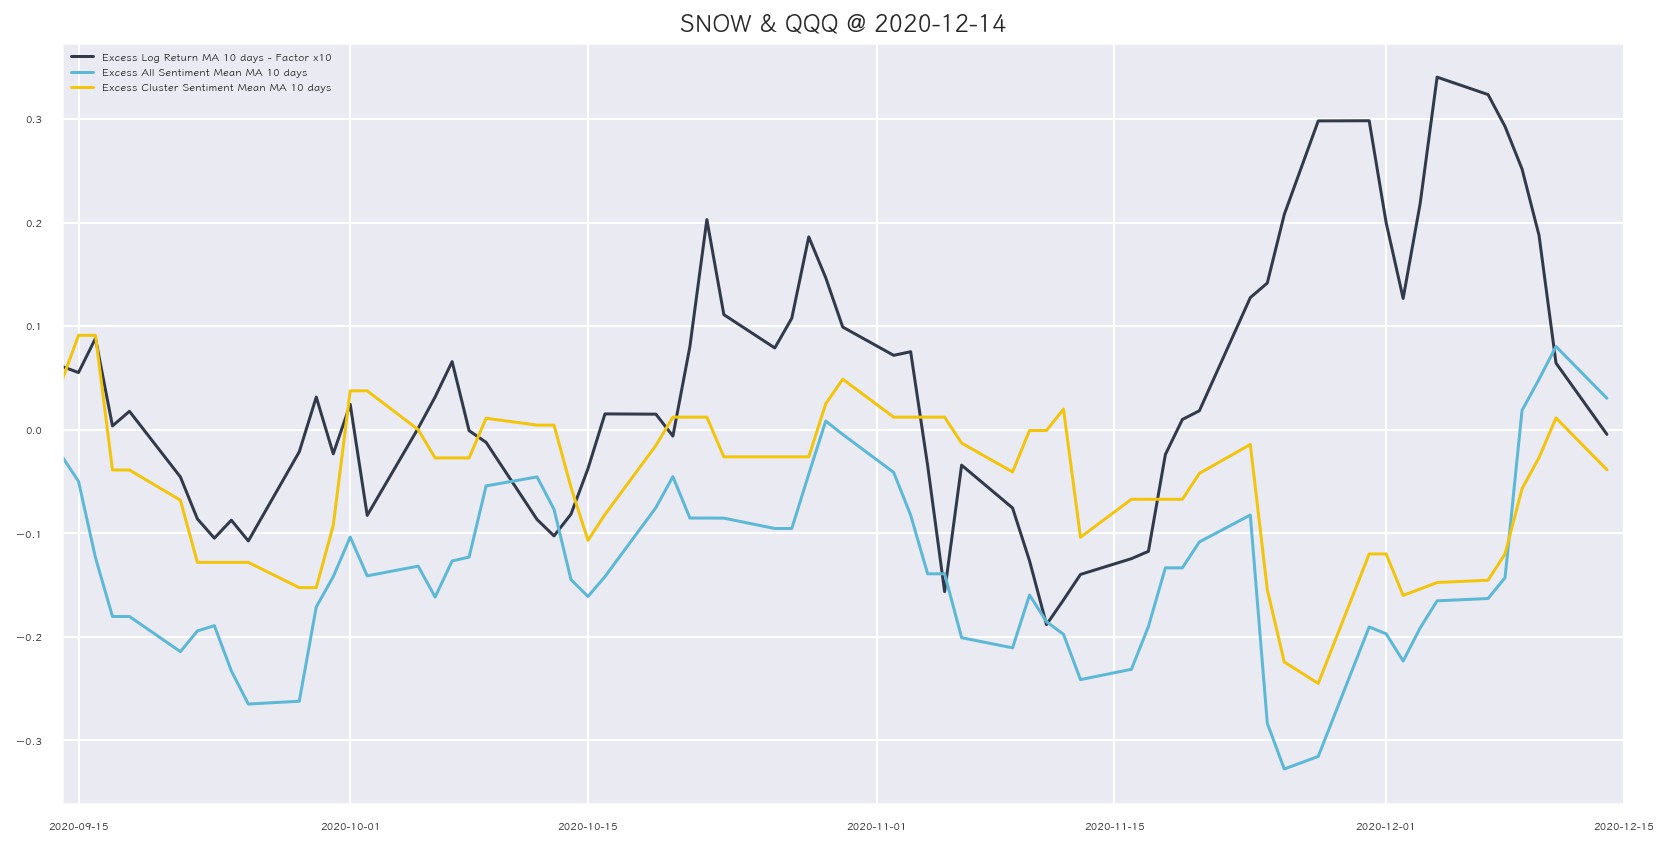 SNOW & QQQ @ 2020-12-14
Excess Log Return MA 10 days - Factor x10
Excess All Sentiment Mean MA 10 days
Excess Cluster Sentiment Mean MA 10 days
0.3
0.2
0.1
0.0
−0.1
−0.2
−0.3
2020-09-15 2020-10-01 2020-10-15 2020-11-01 2020-11-15 2020-12-01 2020-12-15